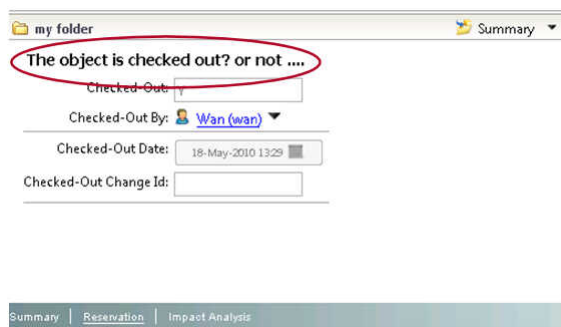 my folder
Summary
The object is checked out? or not ....
Checked-Out: Y
Checked-Out By: Wan (wan)
Checked-Out Date: 18-May-2010 13:29
Checked-Out Change Id:
Summary | Reservation | Impact Analysis